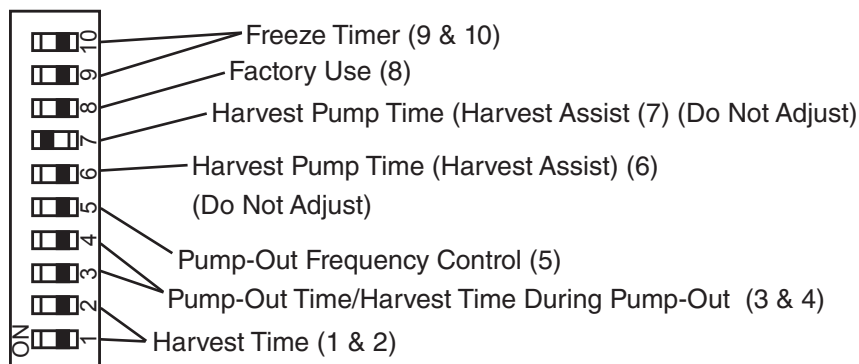 10
Freeze Timer (9 & 10)
9
Factory Use (8)
8
Harvest Pump Time (Harvest Assist (7) (Do Not Adjust)
7
Harvest Pump Time (Harvest Assist) (6)
(Do Not Adjust)
6
5
Pump-Out Frequency Control (5)
4
3
Pump-Out Time/Harvest Time During Pump-Out (3 & 4)
2
Harvest Time (1 & 2)
1
ON